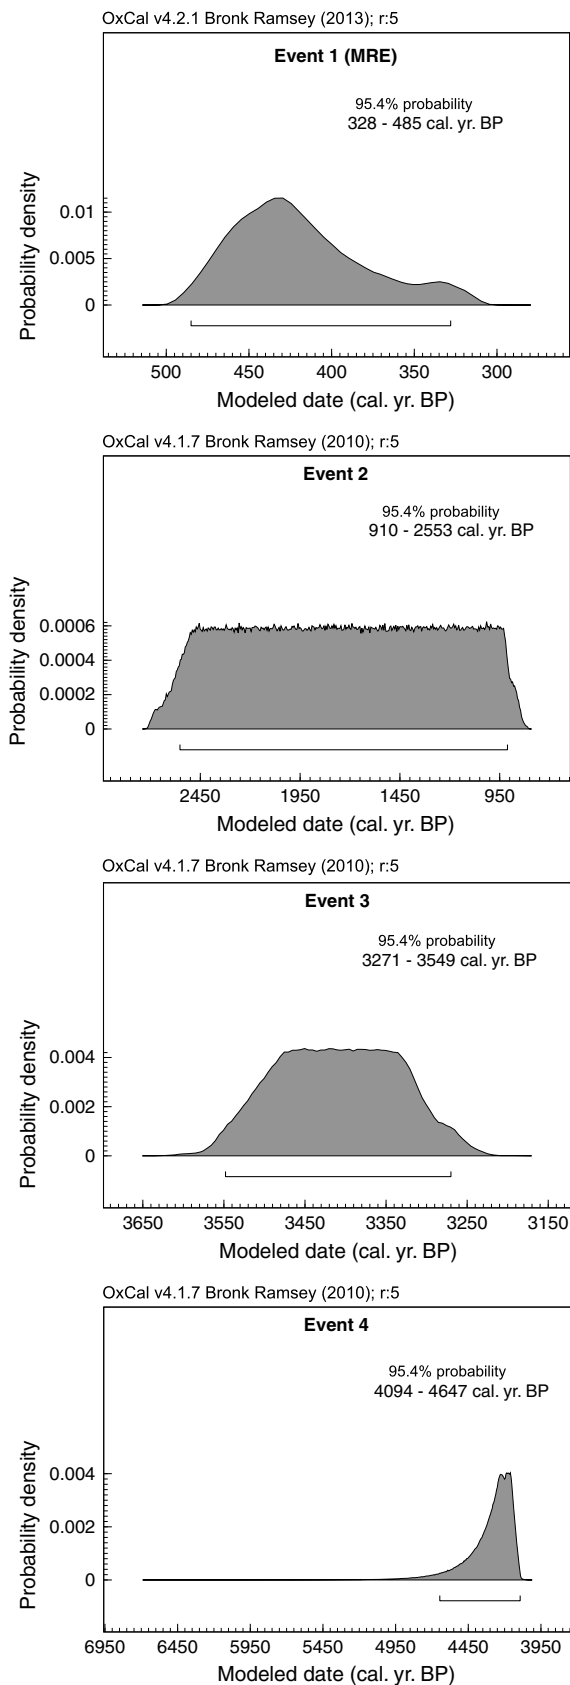 OxCal v4.2.1 Bronk Ramsey (2013); r:5
Event 1 (MRE)
95.4% probability
328 - 485 cal. yr. BP
Probability density
0.01
0.005
0
500 450 400 350 300
Modeled date (cal. yr. BP)
OxCal v4.1.7 Bronk Ramsey (2010); r:5
Event 2
95.4% probability
910 - 2553 cal. yr. BP
Probability density
0.0006
0.0004
0.0002
0
2450 1950 1450 950
Modeled date (cal. yr. BP)
OxCal v4.1.7 Bronk Ramsey (2010); r:5
Event 3
95.4% probability
3271 - 3549 cal. yr. BP
Probability density
0.004
0.002
0
3650 3550 3450 3350 3250 3150
Modeled date (cal. yr. BP)
OxCal v4.1.7 Bronk Ramsey (2010); r:5
Event 4
95.4% probability
4094 - 4647 cal. yr. BP
Probability density
0.004
0.002
0
6950 6450 5950 5450 4950 4450 3950
Modeled date (cal. yr. BP)